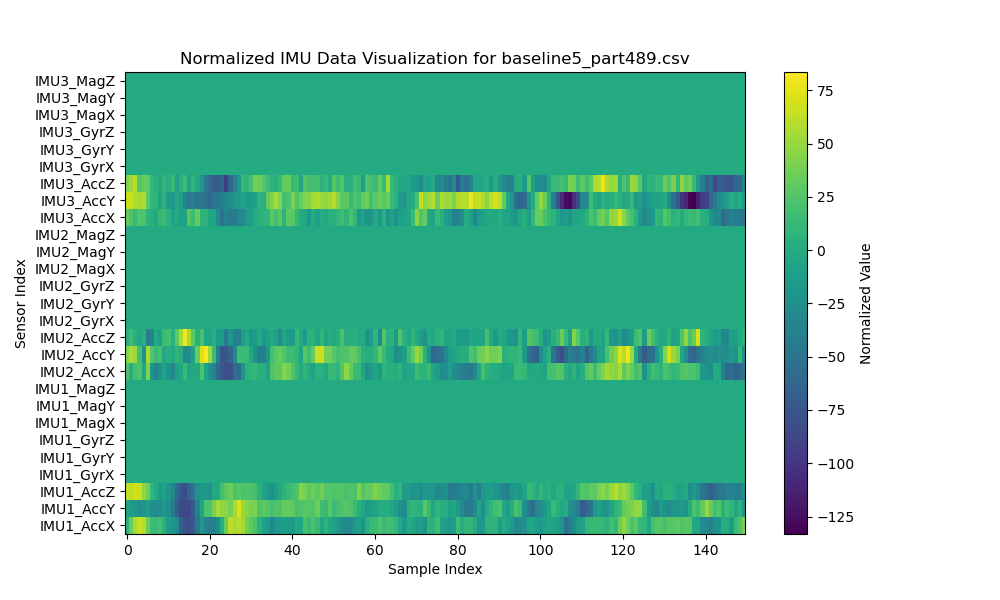 Normalized IMU Data Visualization for baseline5_part489.csv
IMU3_MagZ
IMU3_MagY
IMU3_MagX
IMU3_GyrZ
IMU3_GyrY
IMU3_GyrX
IMU3_AccZ
IMU3_AccY
IMU3_AccX
IMU2_MagZ
IMU2_MagY
IMU2_MagX
IMU2_GyrZ
IMU2_GyrY
IMU2_GyrX
IMU2_AccZ
IMU2_AccY
IMU2_AccX
IMU1_MagZ
IMU1_MagY
IMU1_MagX
IMU1_GyrZ
IMU1_GyrY
IMU1_GyrX
IMU1_AccZ
IMU1_AccY
IMU1_AccX
Sensor Index
0 20 40 60 80 100 120 140
Sample Index
75
50
25
0
−25
−50
−75
−100
−125
Normalized Value